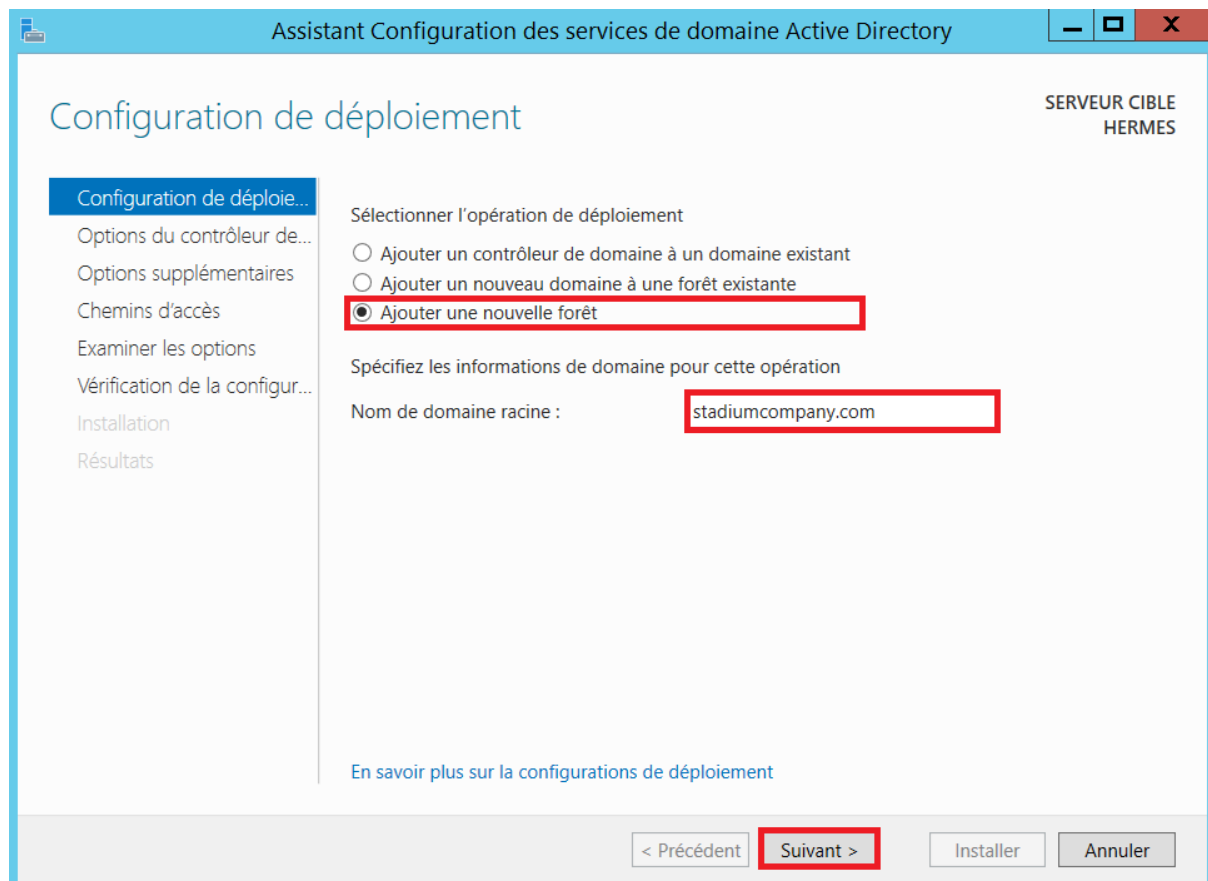 Assistant Configuration des services de domaine Active Directory
Configuration de déploiement
SERVEUR CIBLE
HERMES
Configuration de déploie...
Options du contrôleur de...
Options supplémentaires
Chemins d'accès
Examiner les options
Vérification de la configur...
Installation
Résultats
Sélectionner l'opération de déploiement
Ajouter un contrôleur de domaine à un domaine existant
Ajouter un nouveau domaine à une forêt existante
Ajouter une nouvelle forêt
Spécifiez les informations de domaine pour cette opération
Nom de domaine racine : stadiumcompany.com
En savoir plus sur la configurations de déploiement
< Précédent Suivant > Installer Annuler